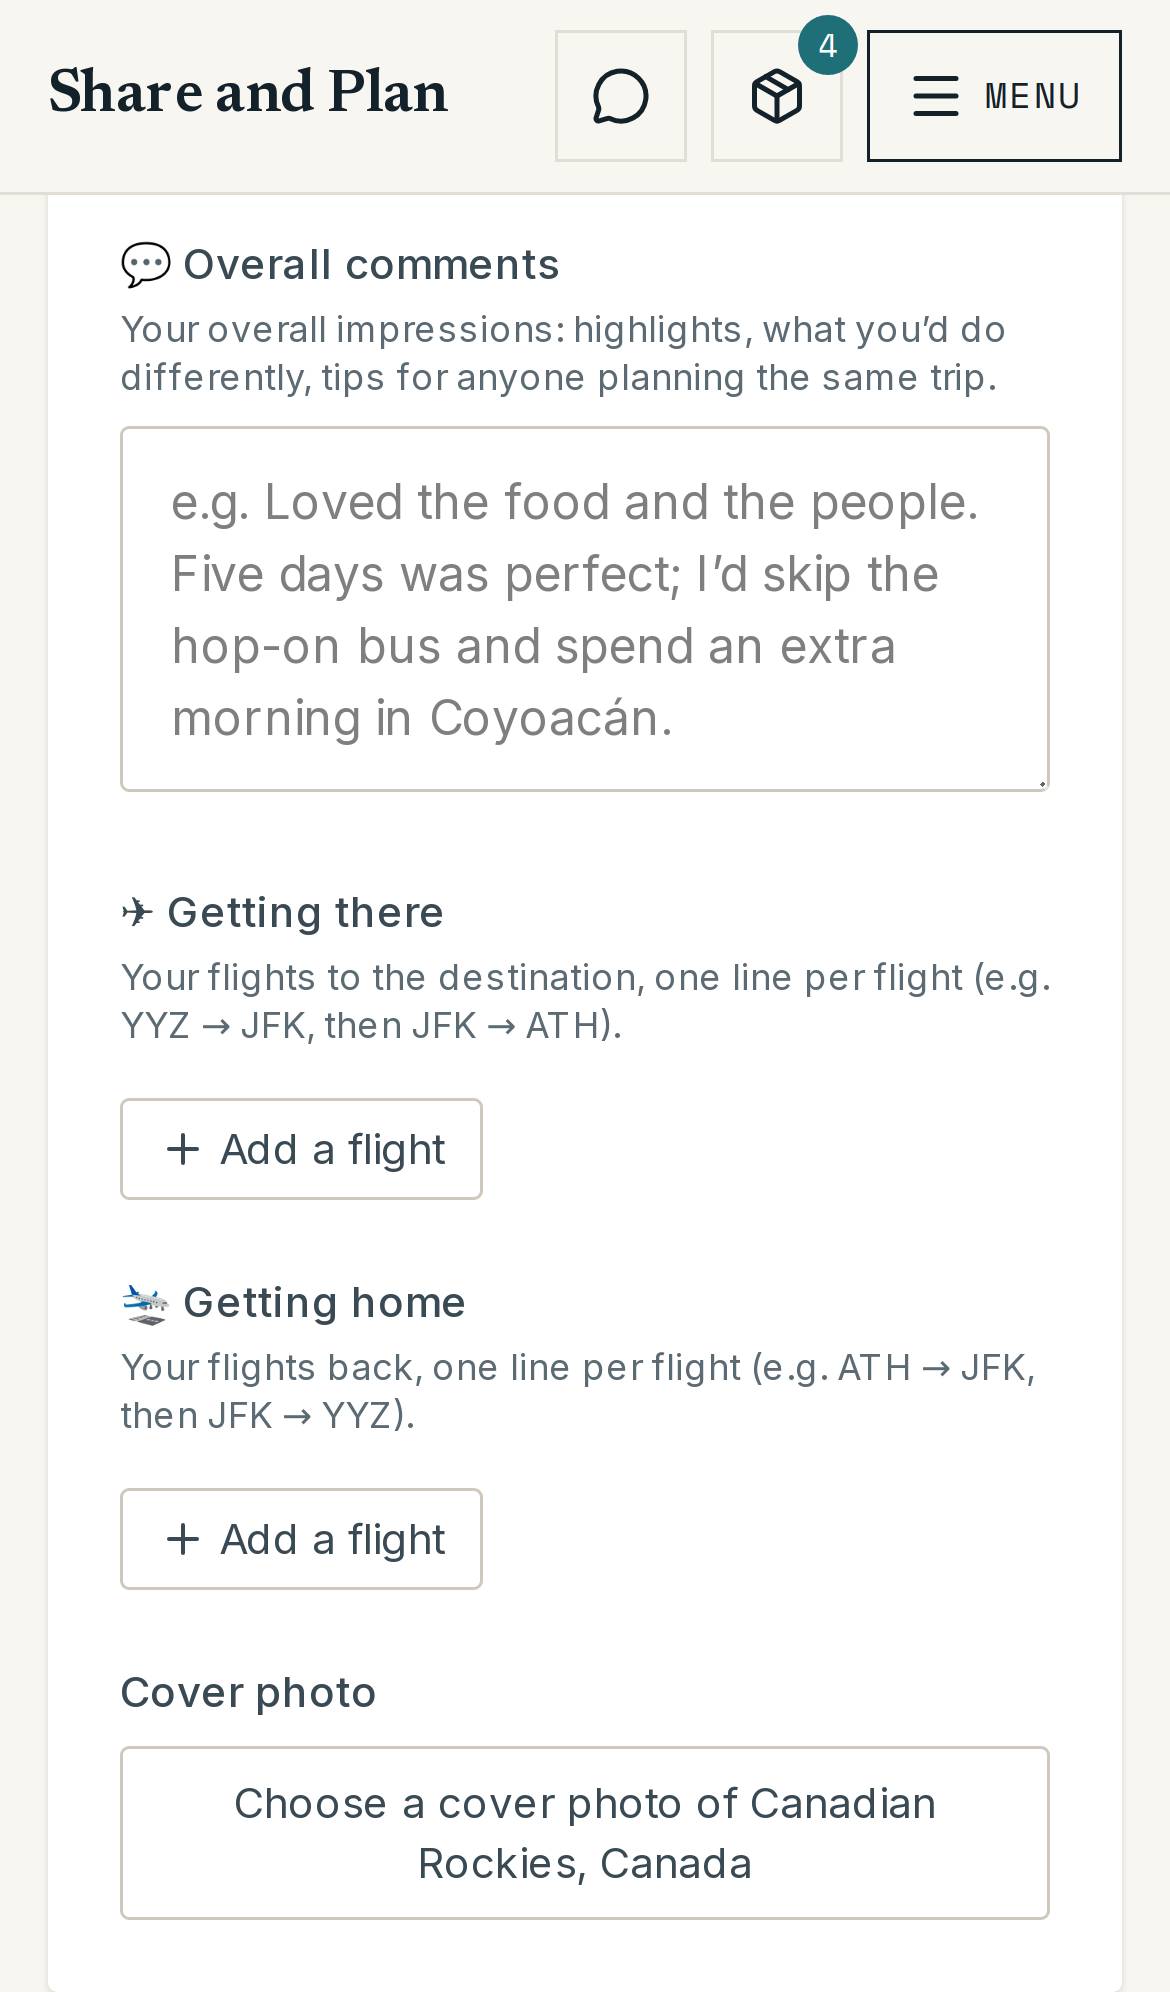 Share and Plan
4
MENU
💬 Overall comments
Your overall impressions: highlights, what you’d do
differently, tips for anyone planning the same trip.
e.g. Loved the food and the people.
Five days was perfect; I’d skip the
hop-on bus and spend an extra
morning in Coyoacán.
✈ Getting there
Your flights to the destination, one line per flight (e.g.
YYZ → JFK, then JFK → ATH).
+ Add a flight
🛬 Getting home
Your flights back, one line per flight (e.g. ATH → JFK,
then JFK → YYZ).
+ Add a flight
Cover photo
Choose a cover photo of Canadian
Rockies, Canada